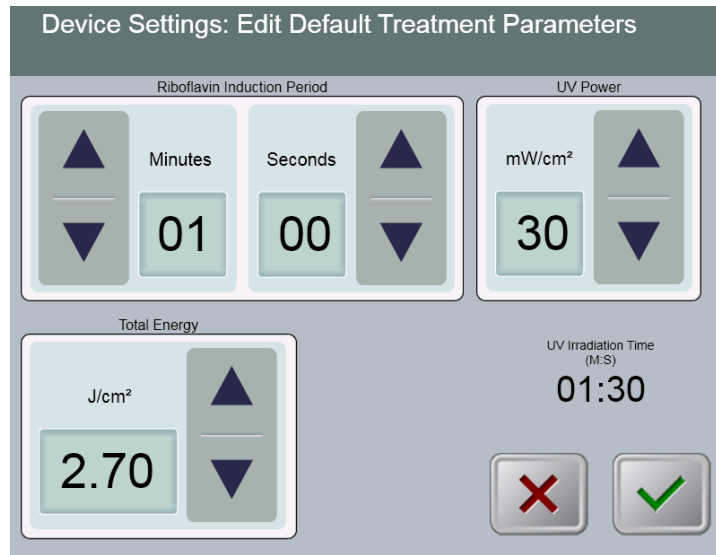 Device Settings: Edit Default Treatment Parameters
Riboflavin Induction Period
UV Power
Minutes
Seconds
mW/cm²
01
00
30
Total Energy
UV Irradiation Time
(M:S)
01:30
J/cm²
2.70